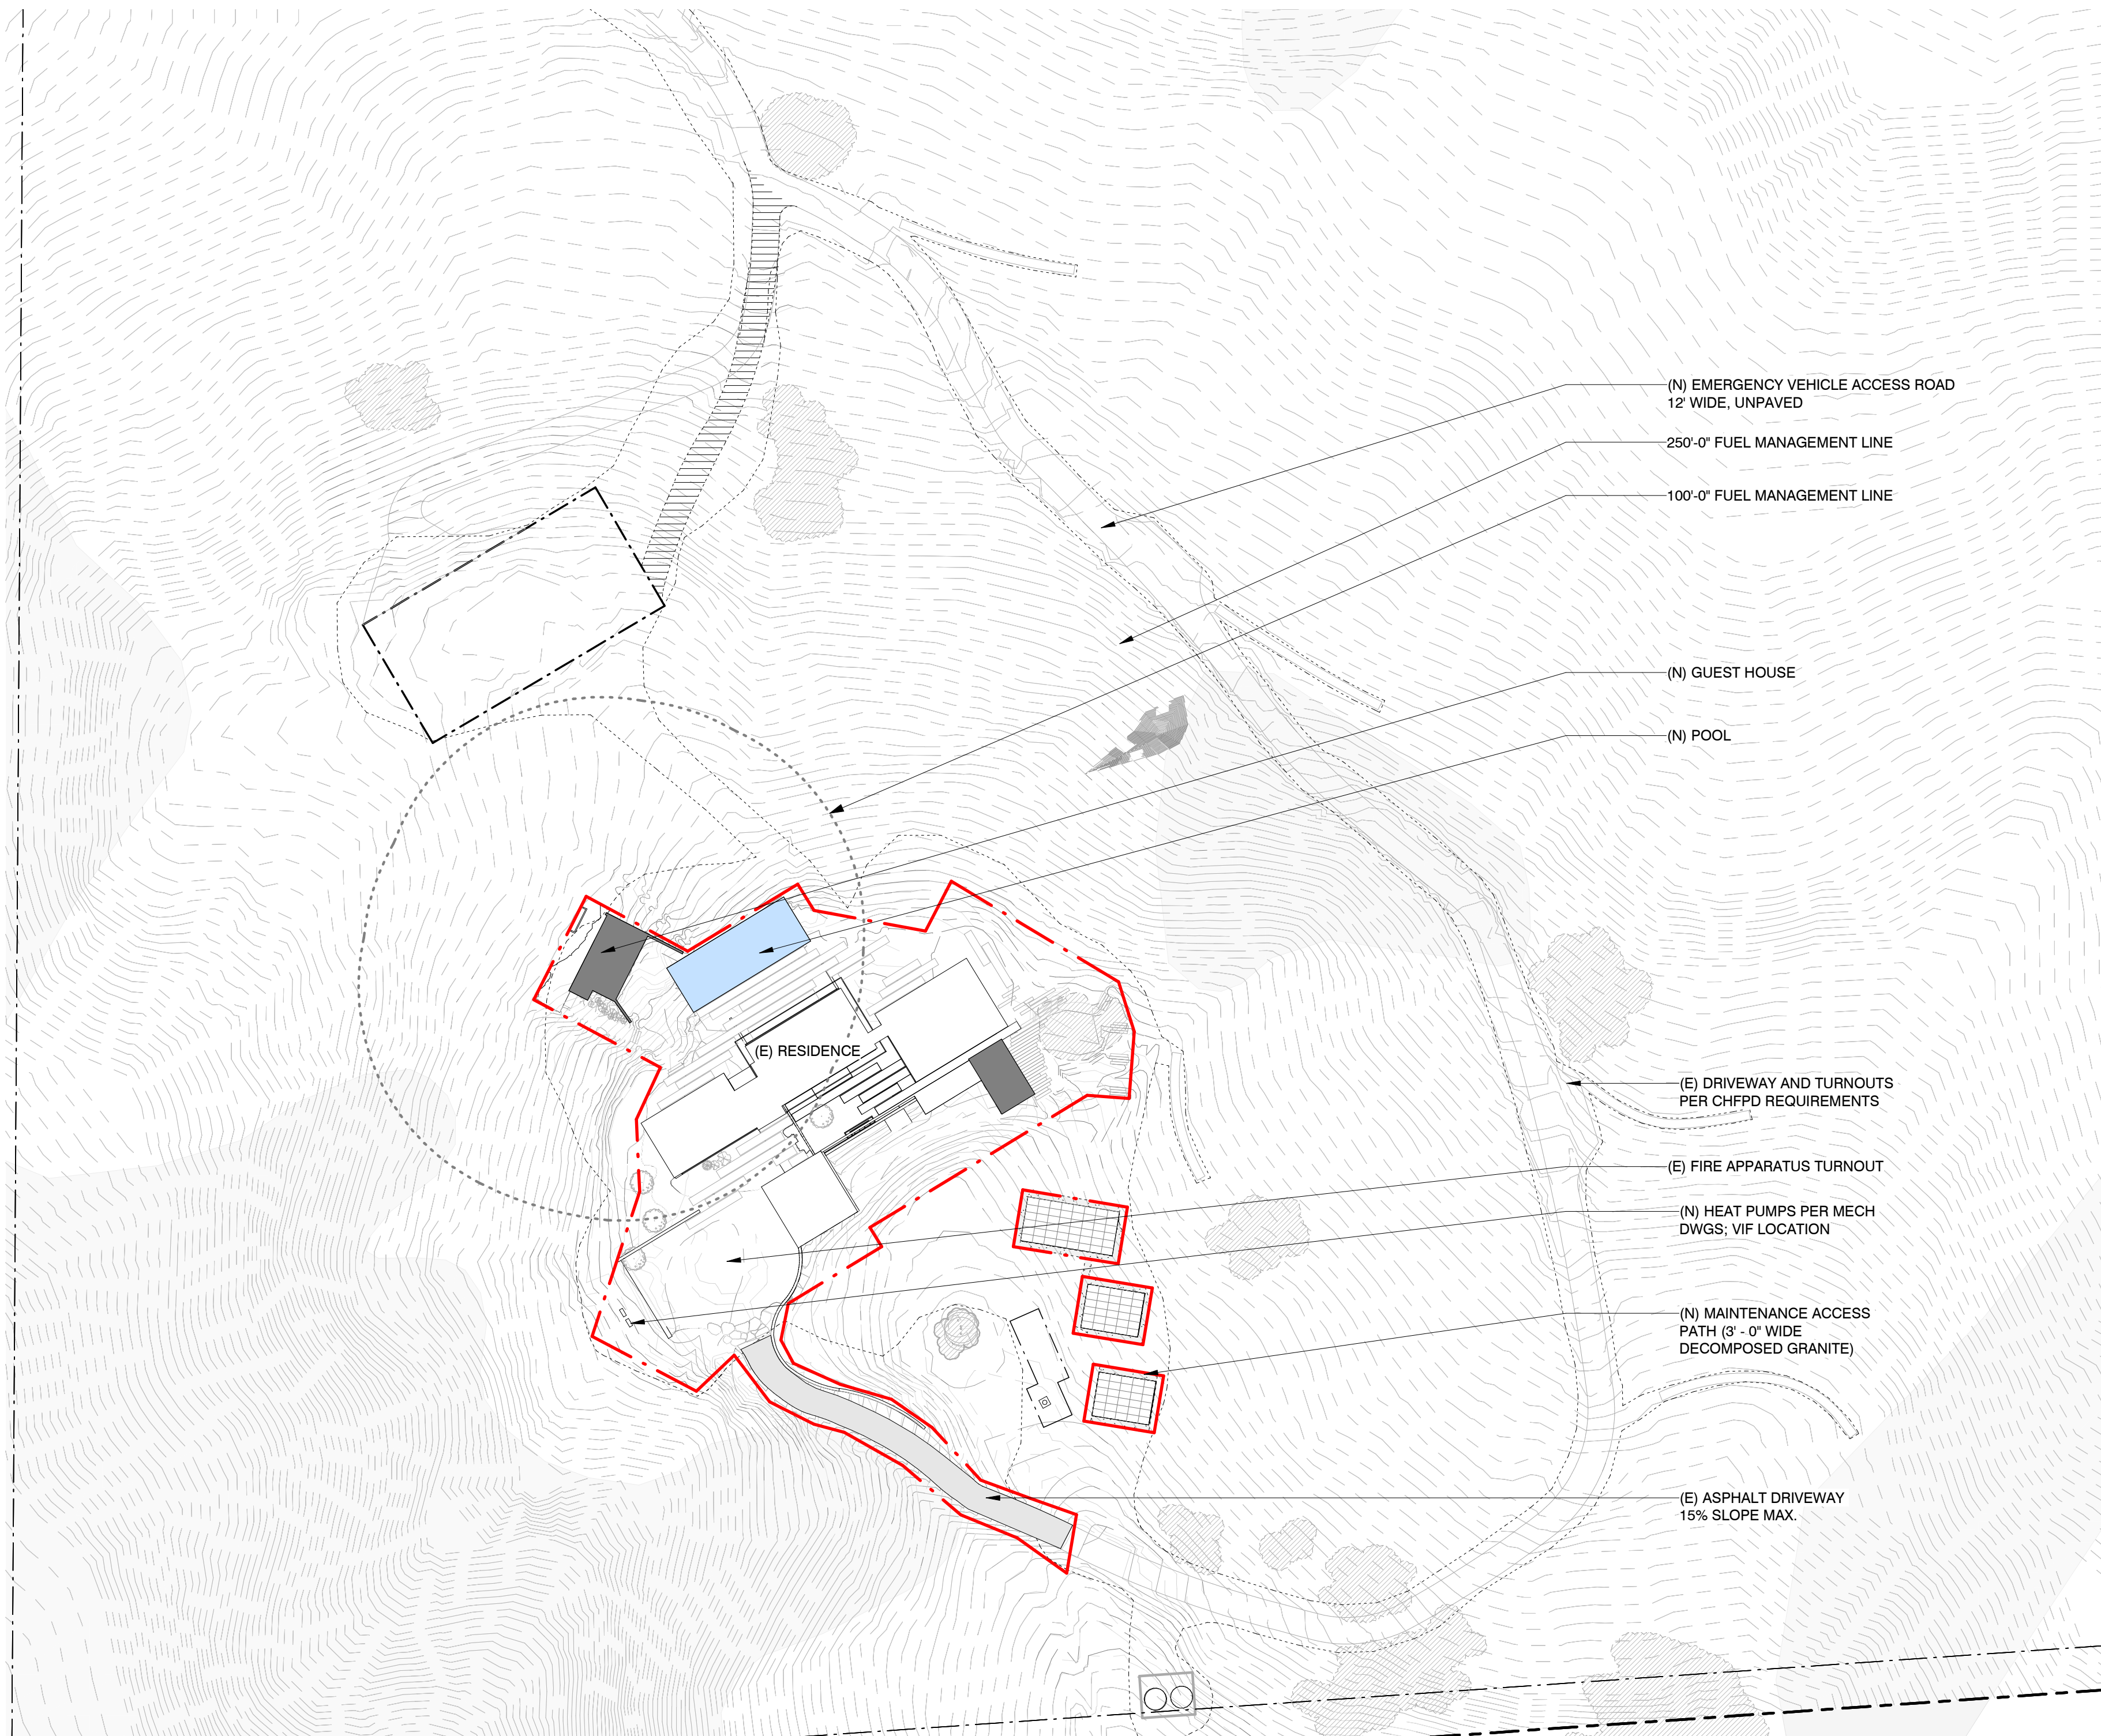 (N) EMERGENCY VEHICLE ACCESS ROAD
12' WIDE, UNPAVED
250'-0" FUEL MANAGEMENT LINE
100'-0" FUEL MANAGEMENT LINE
(N) GUEST HOUSE
(N) POOL
(E) RESIDENCE
(E) DRIVEWAY AND TURNOUTS
PER CHFPD REQUIREMENTS
(E) FIRE APPARATUS TURNOUT
(N) HEAT PUMPS PER MECH
DWGS; VIF LOCATION
(N) MAINTENANCE ACCESS
PATH (3' - 0" WIDE
DECOMPOSED GRANITE)
(E) ASPHALT DRIVEWAY
15% SLOPE MAX.